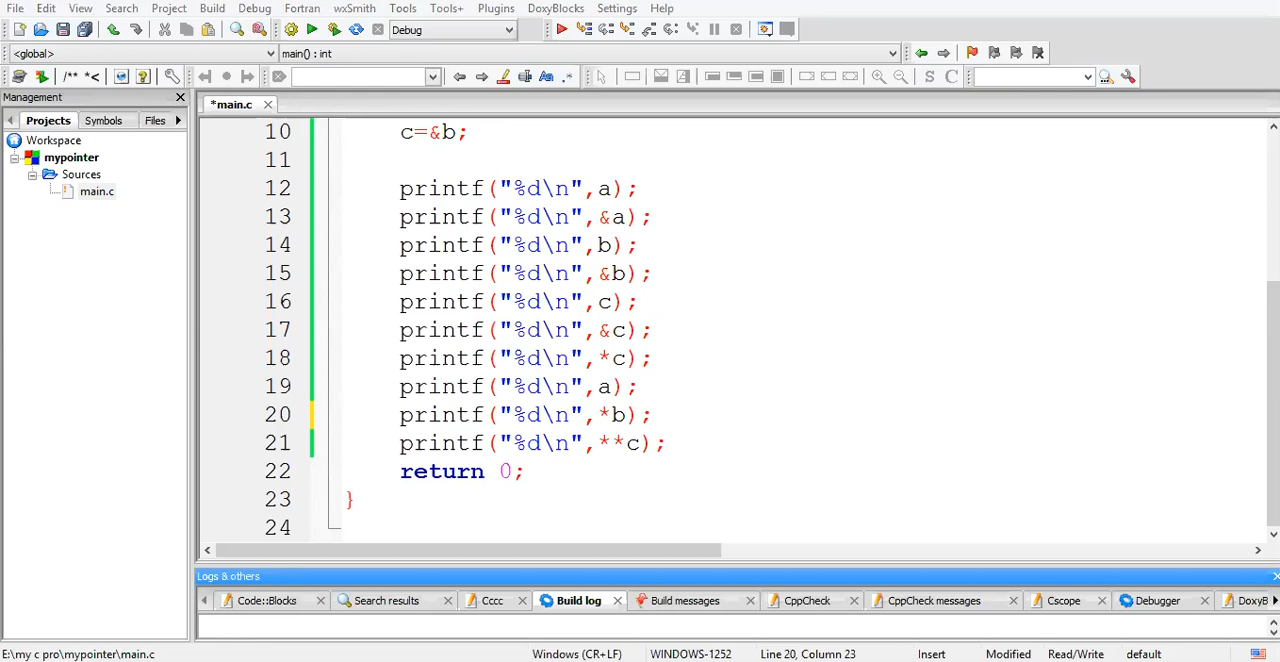 File Edit View Search Project Build Debug Fortran wxSmith Tools Tools+ Plugins DoxyBlocks Settings Help
Debug
<global> main() : int
/** *< S C
Management
*main.c
Projects Symbols Files
Workspace
mypointer
Sources
main.c
10 c=&b;
11
12 printf("%d\n",a);
13 printf("%d\n",&a);
14 printf("%d\n",b);
15 printf("%d\n",&b);
16 printf("%d\n",c);
17 printf("%d\n",&c);
18 printf("%d\n",*c);
19 printf("%d\n",a);
20 printf("%d\n",*b);
21 printf("%d\n",**c);
22 return 0;
23 }
24
Logs & others
Code::Blocks Search results Cccc Build log Build messages CppCheck CppCheck messages Cscope Debugger DoxyB
E:\my c pro\mypointer\main.c Windows (CR+LF) WINDOWS-1252 Line 20, Column 23 Insert Modified Read/Write default